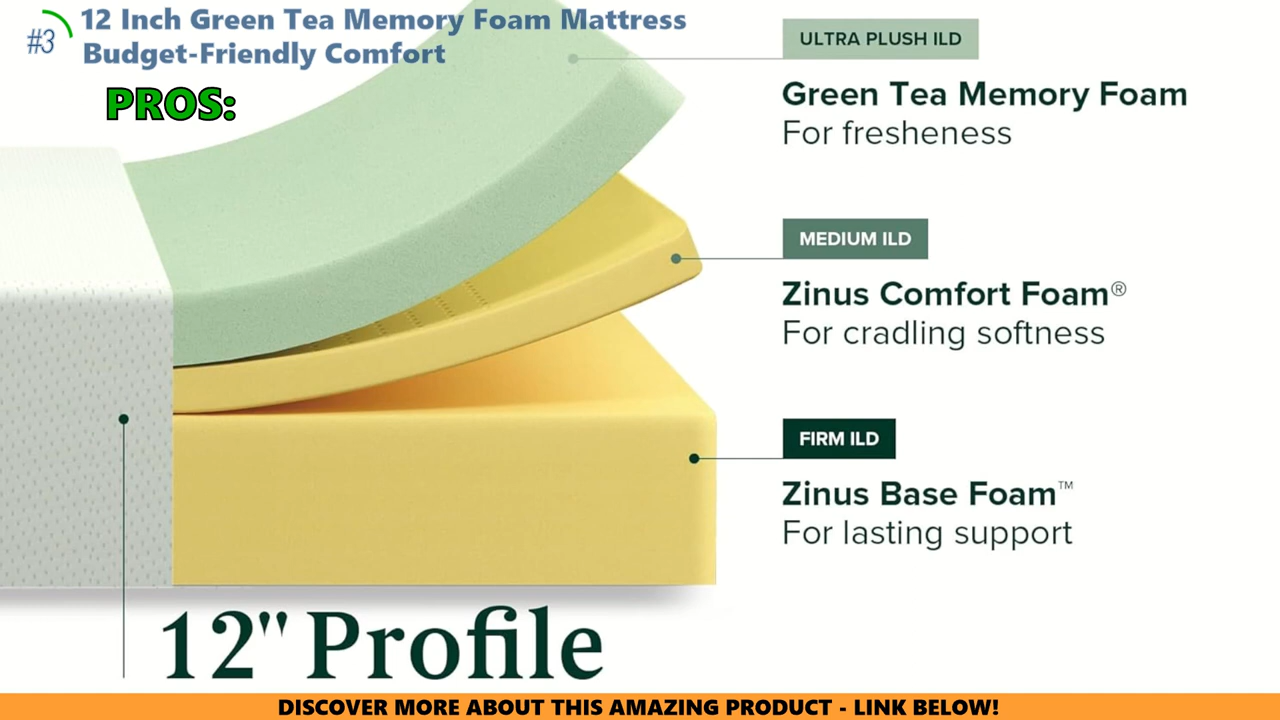 #3
12 Inch Green Tea Memory Foam Mattress
Budget-Friendly Comfort
PROS:
ULTRA PLUSH ILD
Green Tea Memory Foam
For fresheness
MEDIUM ILD
Zinus Comfort Foam®
For cradling softness
FIRM ILD
Zinus Base Foam™
For lasting support
12" Profile
DISCOVER MORE ABOUT THIS AMAZING PRODUCT - LINK BELOW!